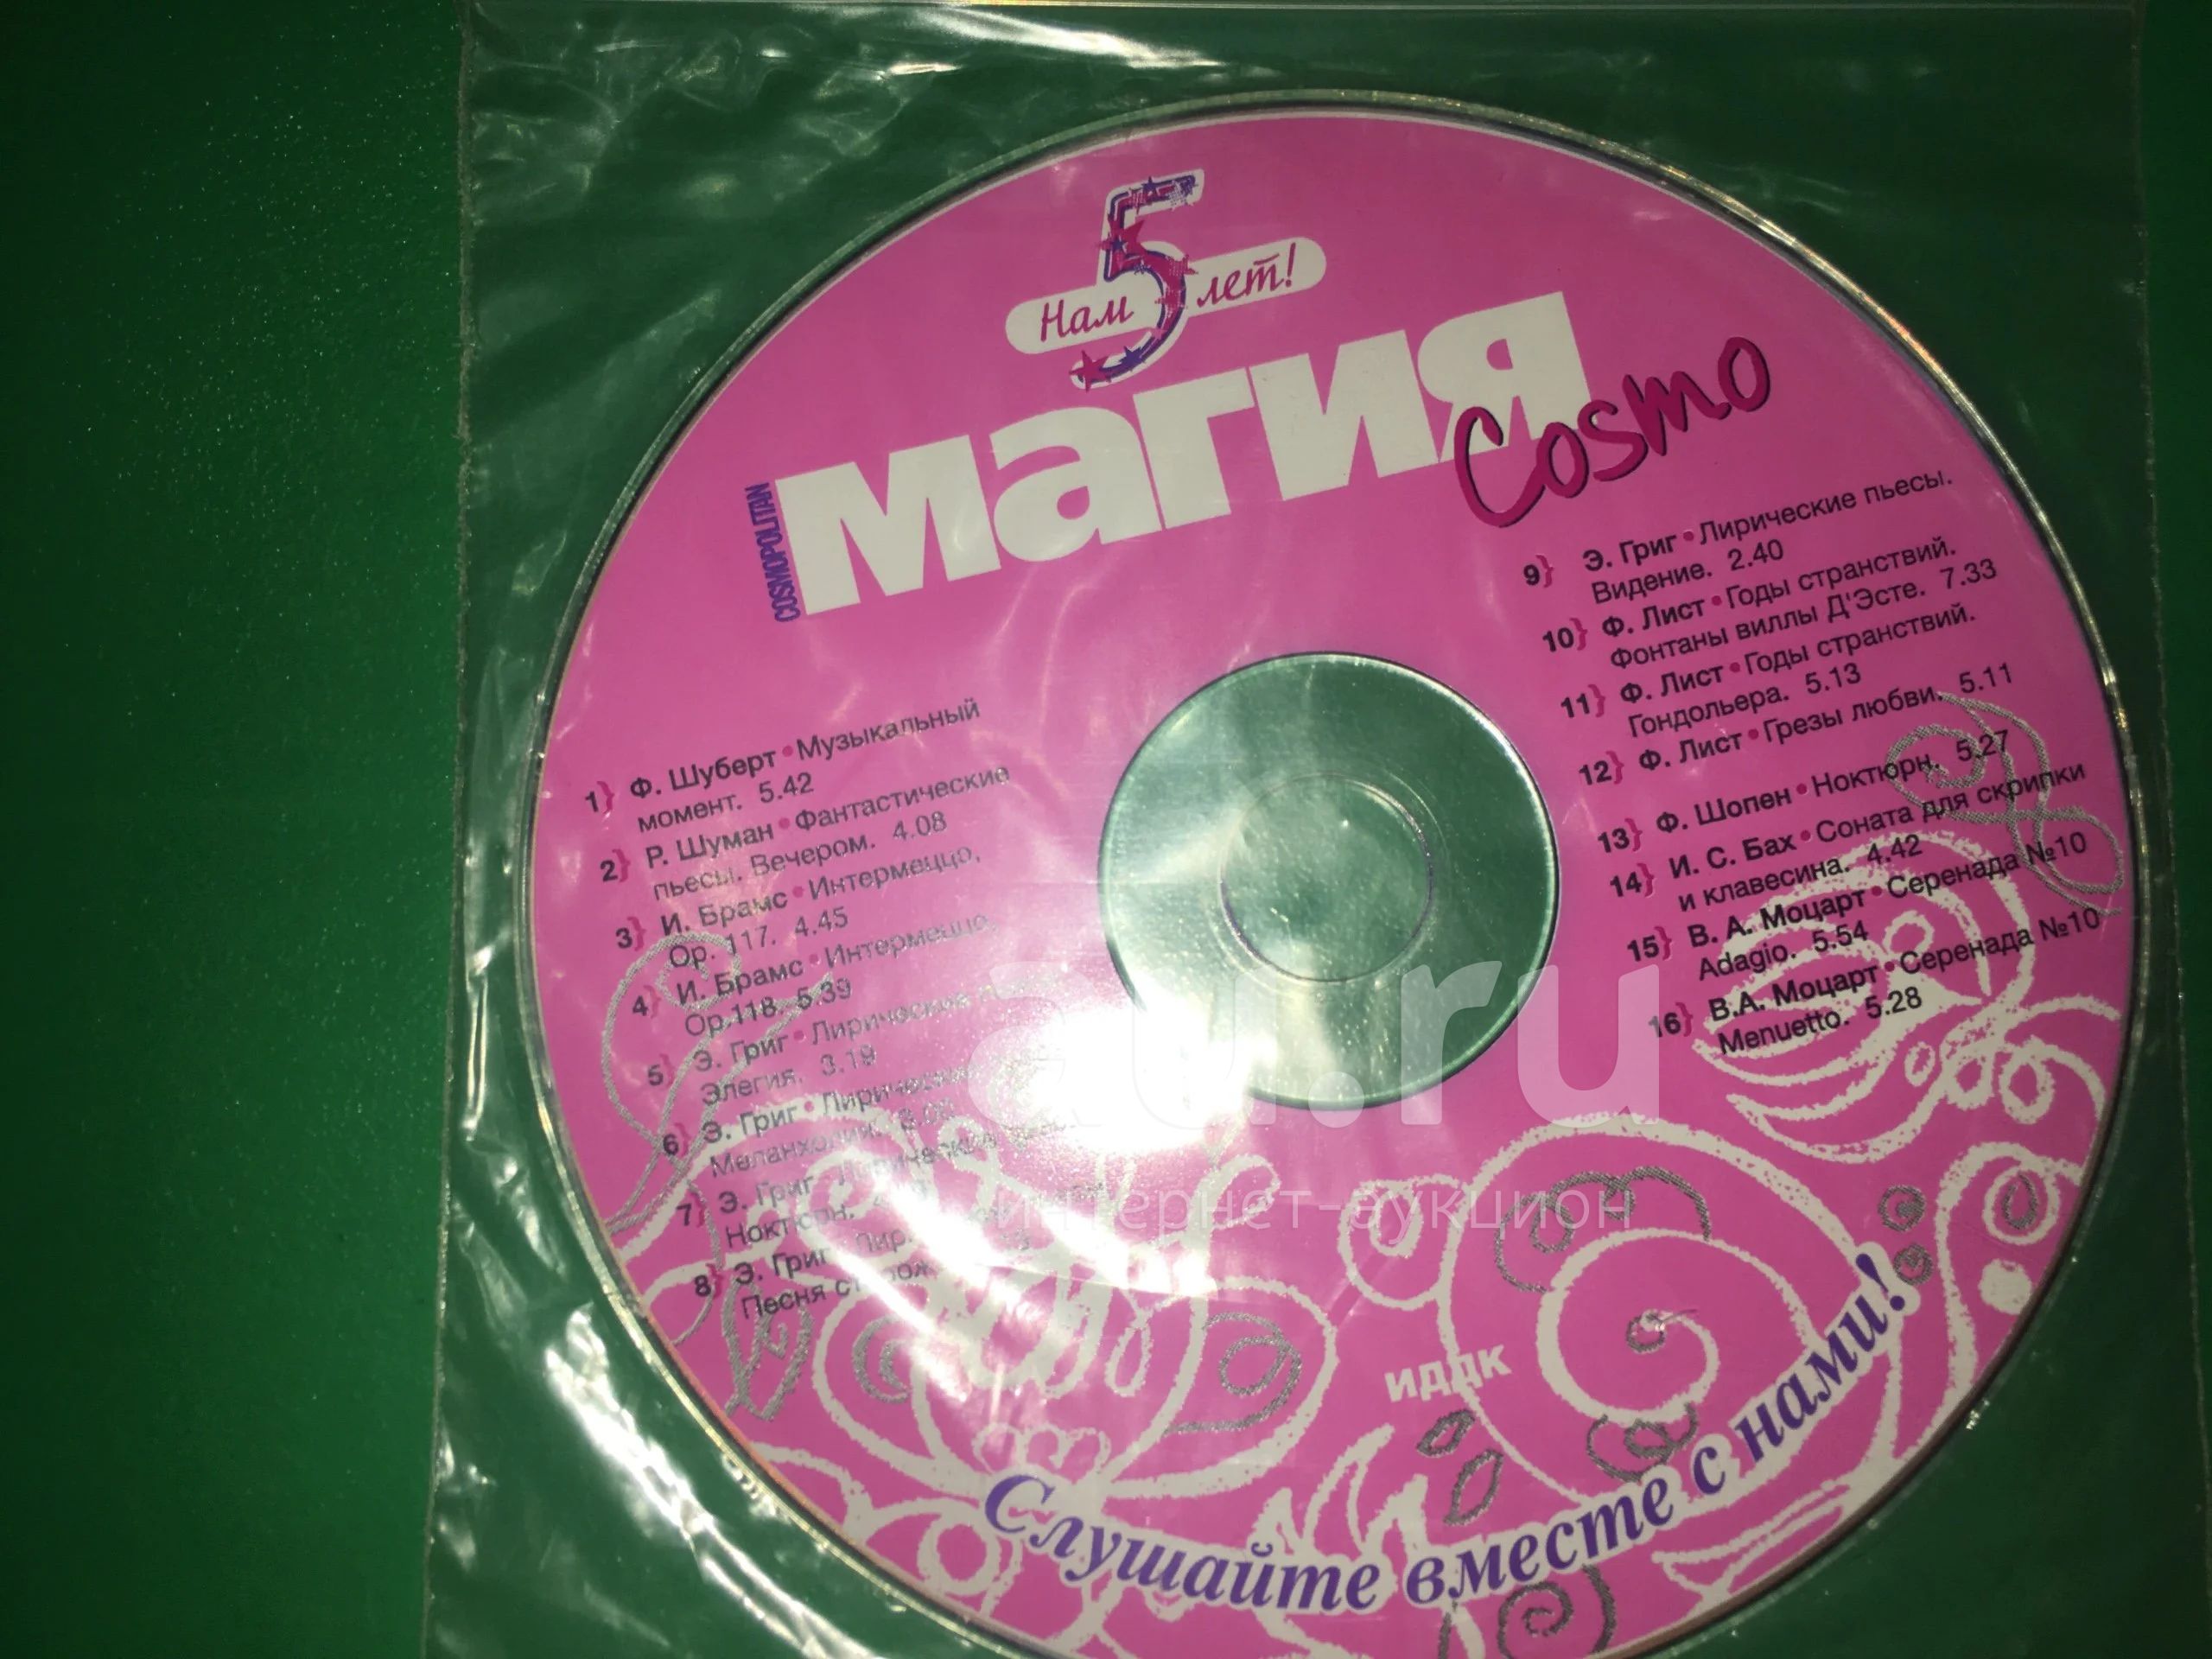 Нам 5 лет!
COSMOPOLITAN
магия
Cosmo
1} Ф. Шуберт • Музыкальный
момент. 5.42
2} Р. Шуман • Фантастические
пьесы. Вечером. 4.08
3} И. Брамс • Интермеццо,
Op. 117. 4.45
4} И. Брамс • Интермеццо,
Op.118. 5.39
5} Э. Григ • Лирические
Элегия. 3.19
6} Э. Григ • Лирические
Меланхолия.
7} Э. Григ Лирические
Ноктюрн.
8} Э. Григ
Песня
9} Э. Григ • Лирические пьесы.
Видение. 2.40
10} Ф. Лист • Годы странствий.
Фонтаны виллы Д'Эсте. 7.33
11} Ф. Лист • Годы странствий.
Гондольера. 5.13
12} Ф. Лист • Грезы любви. 5.11
13} Ф. Шопен • Ноктюрн. 5.27
14} И. С. Бах • Соната для скрипки
и клавесина. 4.42
15} В. А. Моцарт • Серенада №10
Adagio. 5.54
16} В.А. Моцарт • Серенада №10
Menuetto. 5.28
au.ru
интернет-аукцион
иддк
Слушайте вместе с нами!